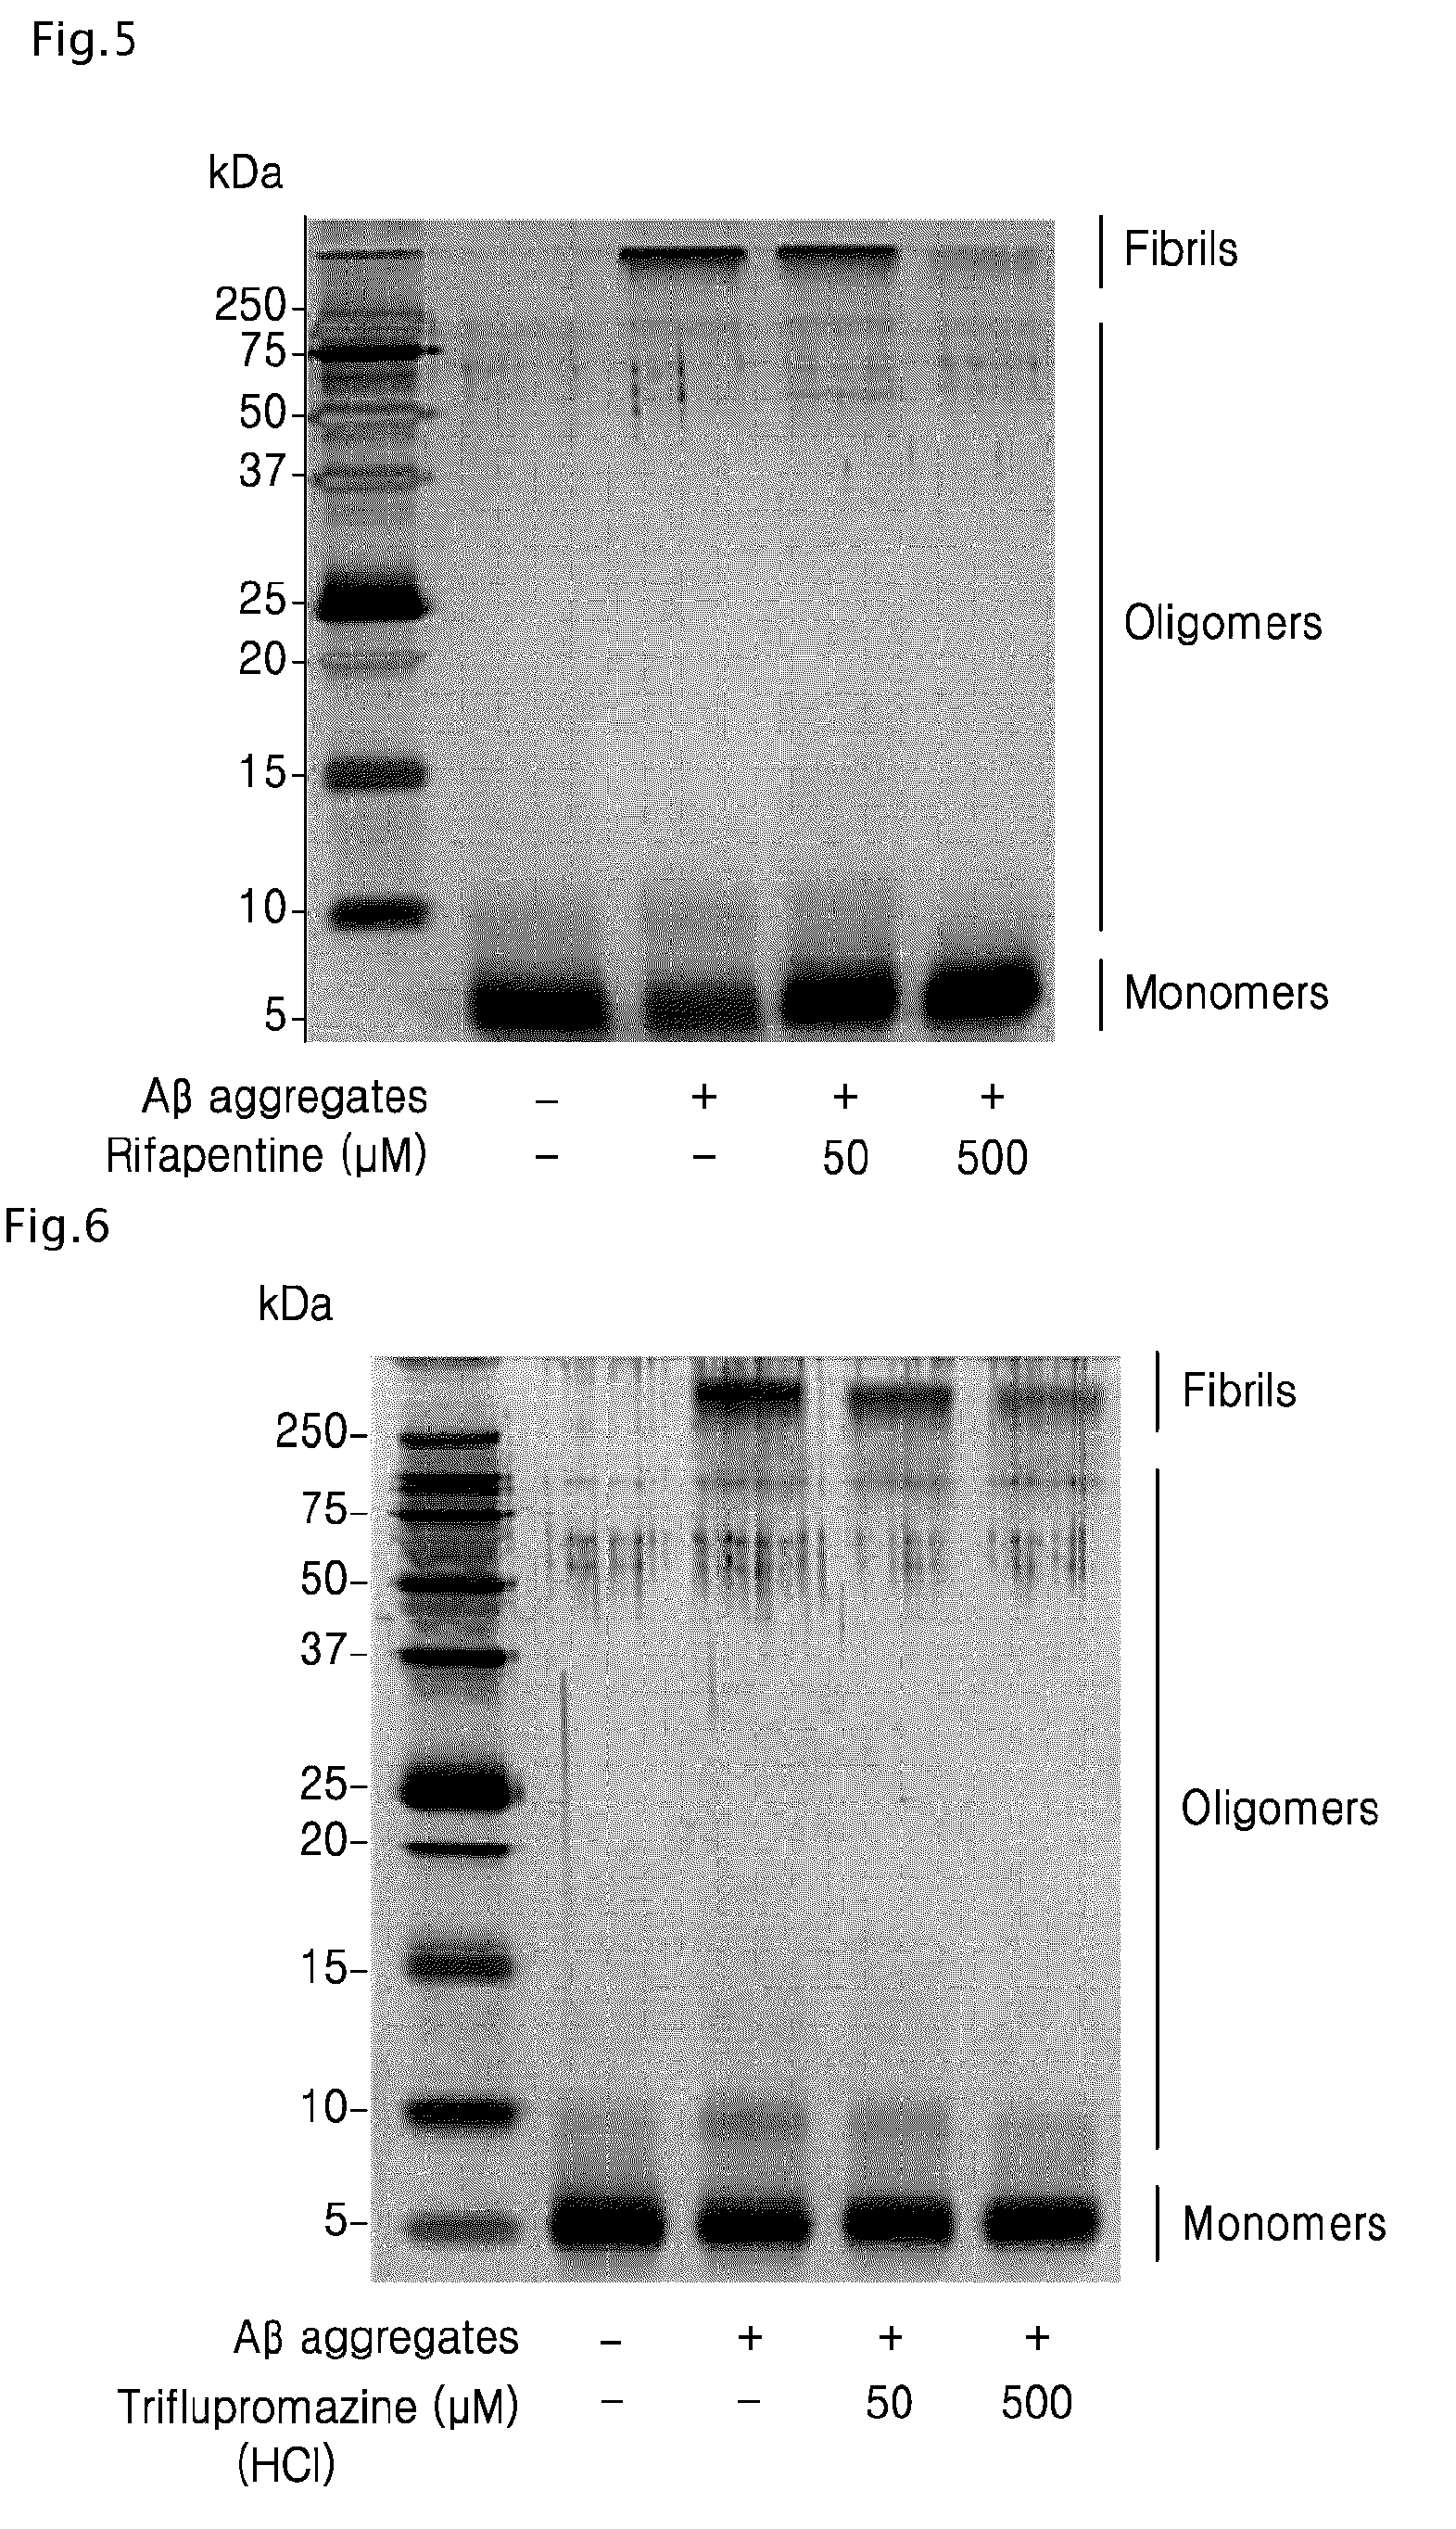 Fig.5
kDa
Fibrils
250
75
50
37
25
Oligomers
20
15
10
Monomers
5
Aβ aggregates - + + +
Rifapentine (μM) - - 50 500
Fig.6
kDa
Fibrils
250
75
50
37
25
Oligomers
20
15
10
5
Monomers
Aβ aggregates - + + +
Triflupromazine (μM) - - 50 500
(HCl)